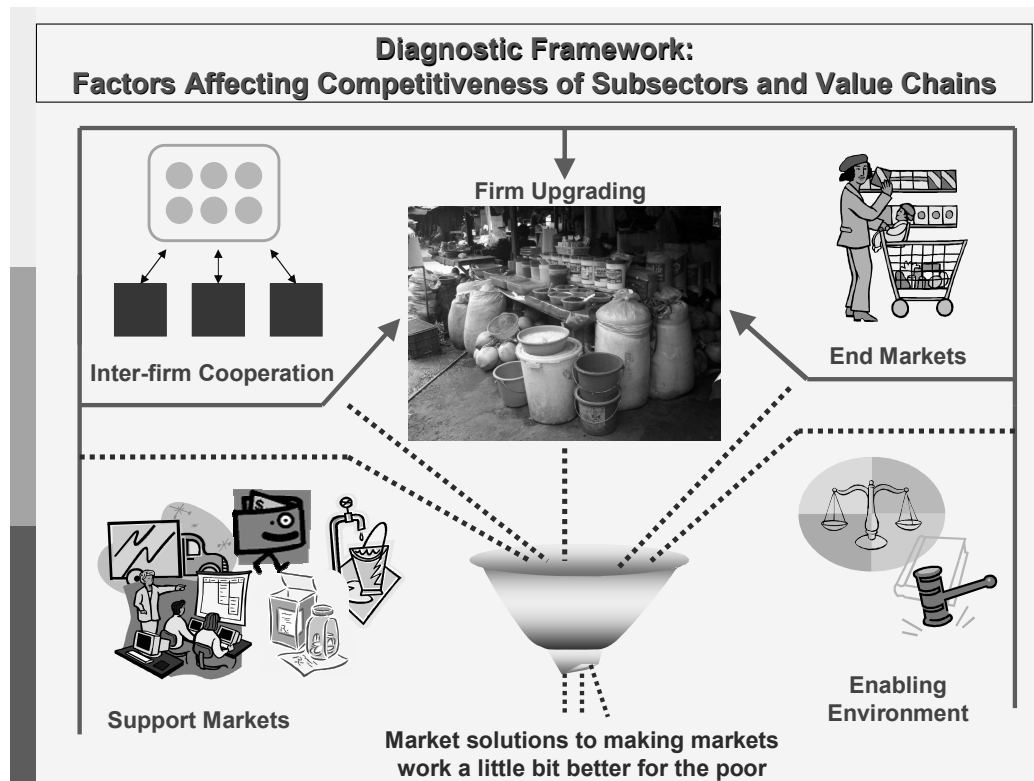 Diagnostic Framework:
Factors Affecting Competitiveness of Subsectors and Value Chains
Firm Upgrading
Inter-firm Cooperation
End Markets
$
Support Markets
Enabling
Environment
Market solutions to making markets
work a little bit better for the poor